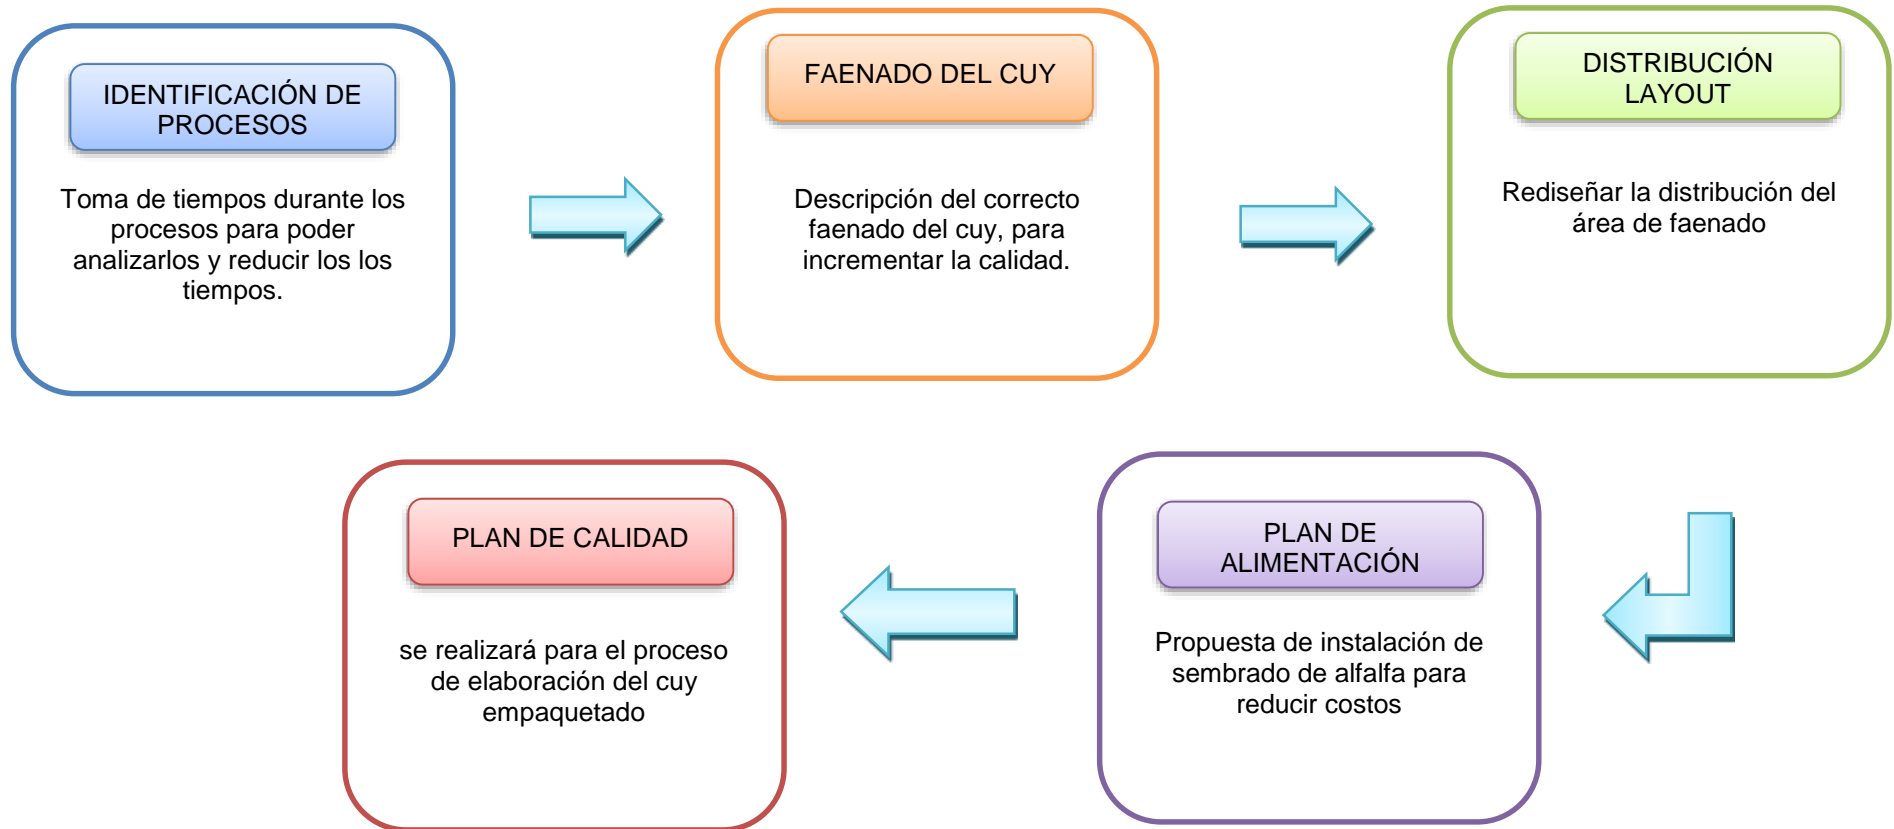 IDENTIFICACIÓN DE
PROCESOS
Toma de tiempos durante los
procesos para poder
analizarlos y reducir los los
tiempos.
FAENADO DEL CUY
Descripción del correcto
faenado del cuy, para
incrementar la calidad.
DISTRIBUCIÓN
LAYOUT
Rediseñar la distribución del
área de faenado
PLAN DE
ALIMENTACIÓN
Propuesta de instalación de
sembrado de alfalfa para
reducir costos
PLAN DE CALIDAD
se realizará para el proceso
de elaboración del cuy
empaquetado